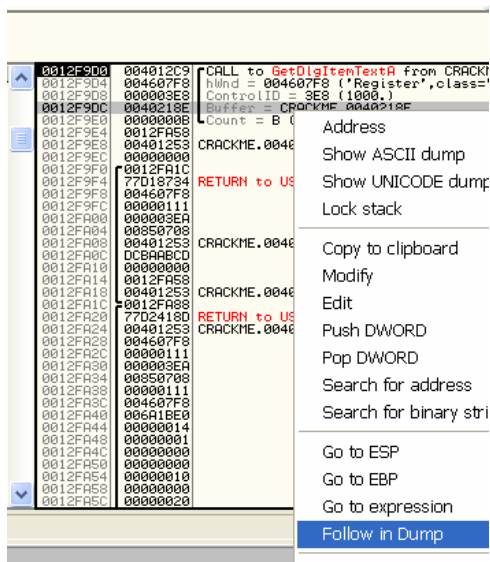 0012F9D0 004012C9 CALL to GetDlgItemTextA from CRACKM
0012F9D4 004607F8 hWnd = 004607F8 ('Register',class='
0012F9D8 000003E8 ControlID = 3E8 (1000.)
0012F9DC 0040218E Buffer = CRACKME.0040218E
0012F9E0 0000000B Count = B (
0012F9E4 0012FA58
0012F9E8 00401253 CRACKME.0040
0012F9EC 00000000
0012F9F0 0012FA1C
0012F9F4 77D18734 RETURN to US
0012F9F8 004607F8
0012F9FC 00000111
0012FA00 000003EA
0012FA04 00850708
0012FA08 00401253 CRACKME.0040
0012FA0C DCBAABCD
0012FA10 00000000
0012FA14 0012FA58
0012FA18 00401253 CRACKME.0040
0012FA1C 0012FA88
0012FA20 77D2418D RETURN to US
0012FA24 00401253 CRACKME.0040
0012FA28 004607F8
0012FA2C 00000111
0012FA30 000003EA
0012FA34 00850708
0012FA38 00000111
0012FA3C 004607F8
0012FA40 006A1BE0
0012FA44 00000014
0012FA48 00000001
0012FA4C 00000000
0012FA50 00000000
0012FA54 00000010
0012FA58 00000000
0012FA5C 00000020
Address
Show ASCII dump
Show UNICODE dump
Lock stack
Copy to clipboard
Modify
Edit
Push DWORD
Pop DWORD
Search for address
Search for binary stri
Go to ESP
Go to EBP
Go to expression
Follow in Dump